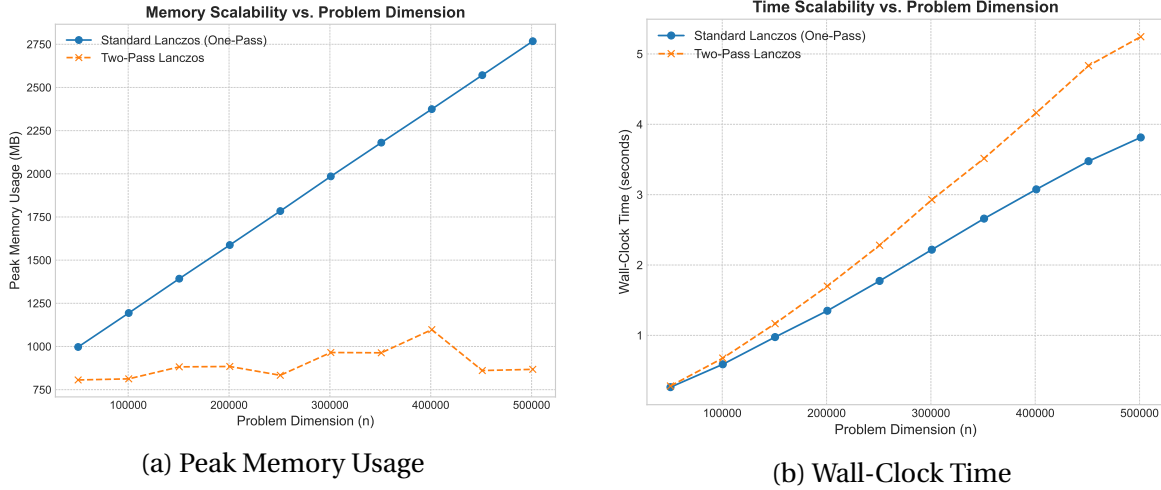 Memory Scalability vs. Problem Dimension
Standard Lanczos (One-Pass)
Two-Pass Lanczos
2750
2500
2250
2000
1750
1500
1250
1000
750
Peak Memory Usage (MB)
100000 200000 300000 400000 500000
Problem Dimension (n)
(a) Peak Memory Usage
Time Scalability vs. Problem Dimension
Standard Lanczos (One-Pass)
Two-Pass Lanczos
5
4
3
2
1
Wall-Clock Time (seconds)
100000 200000 300000 400000 500000
Problem Dimension (n)
(b) Wall-Clock Time